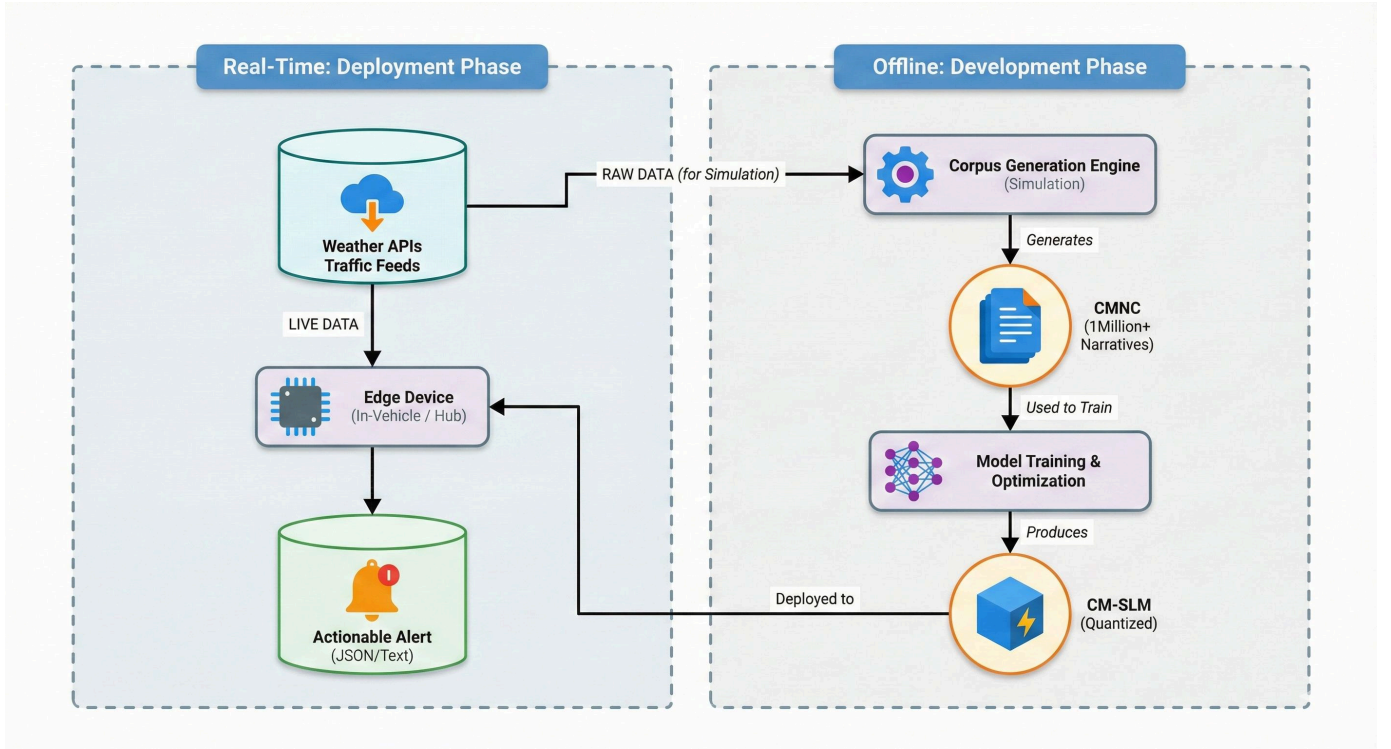 Real-Time: Deployment Phase
Weather APIs
Traffic Feeds
LIVE DATA
Edge Device
(In-Vehicle / Hub)
Actionable Alert
(JSON/Text)
RAW DATA (for Simulation)
Offline: Development Phase
Corpus Generation Engine
(Simulation)
Generates
CMNC
(1Million+
Narratives)
Used to Train
Model Training &
Optimization
Produces
CM-SLM
(Quantized)
Deployed to